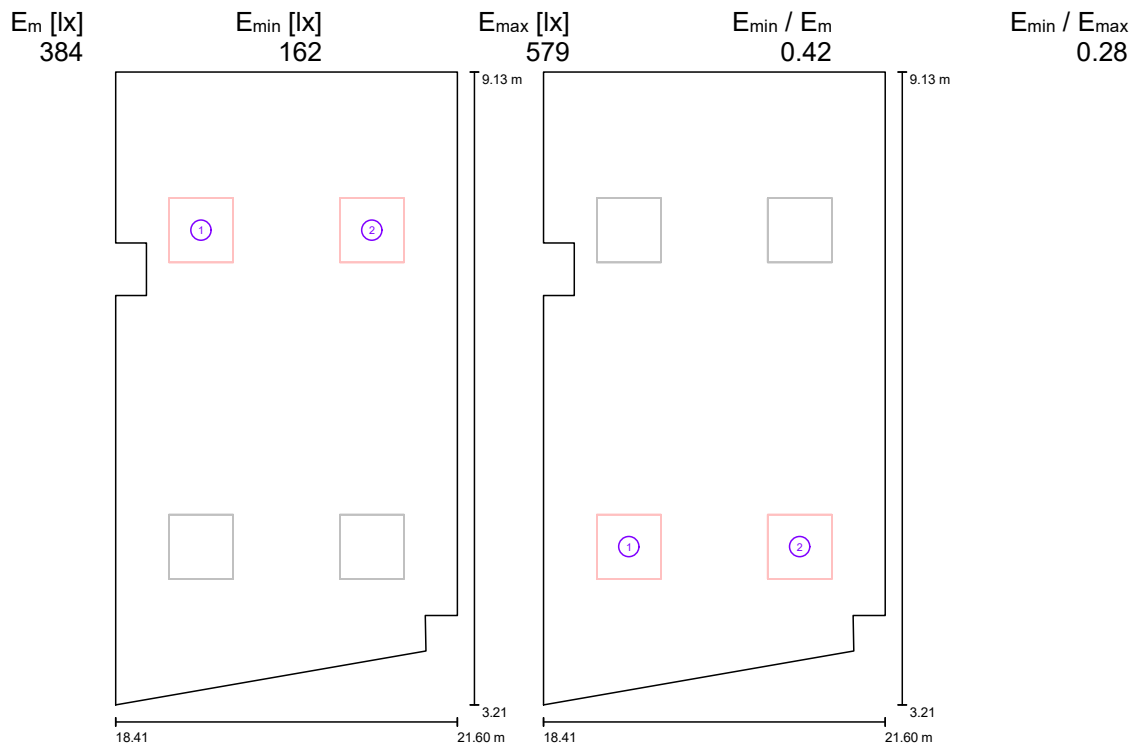 Em [lx] Emin [lx] Emax [lx] Emin / Em Emin / Emax
384 162 579 0.42 0.28
9.13 m 9.13 m
1 2
1 2
3.21 3.21
18.41 21.60 m 18.41 21.60 m